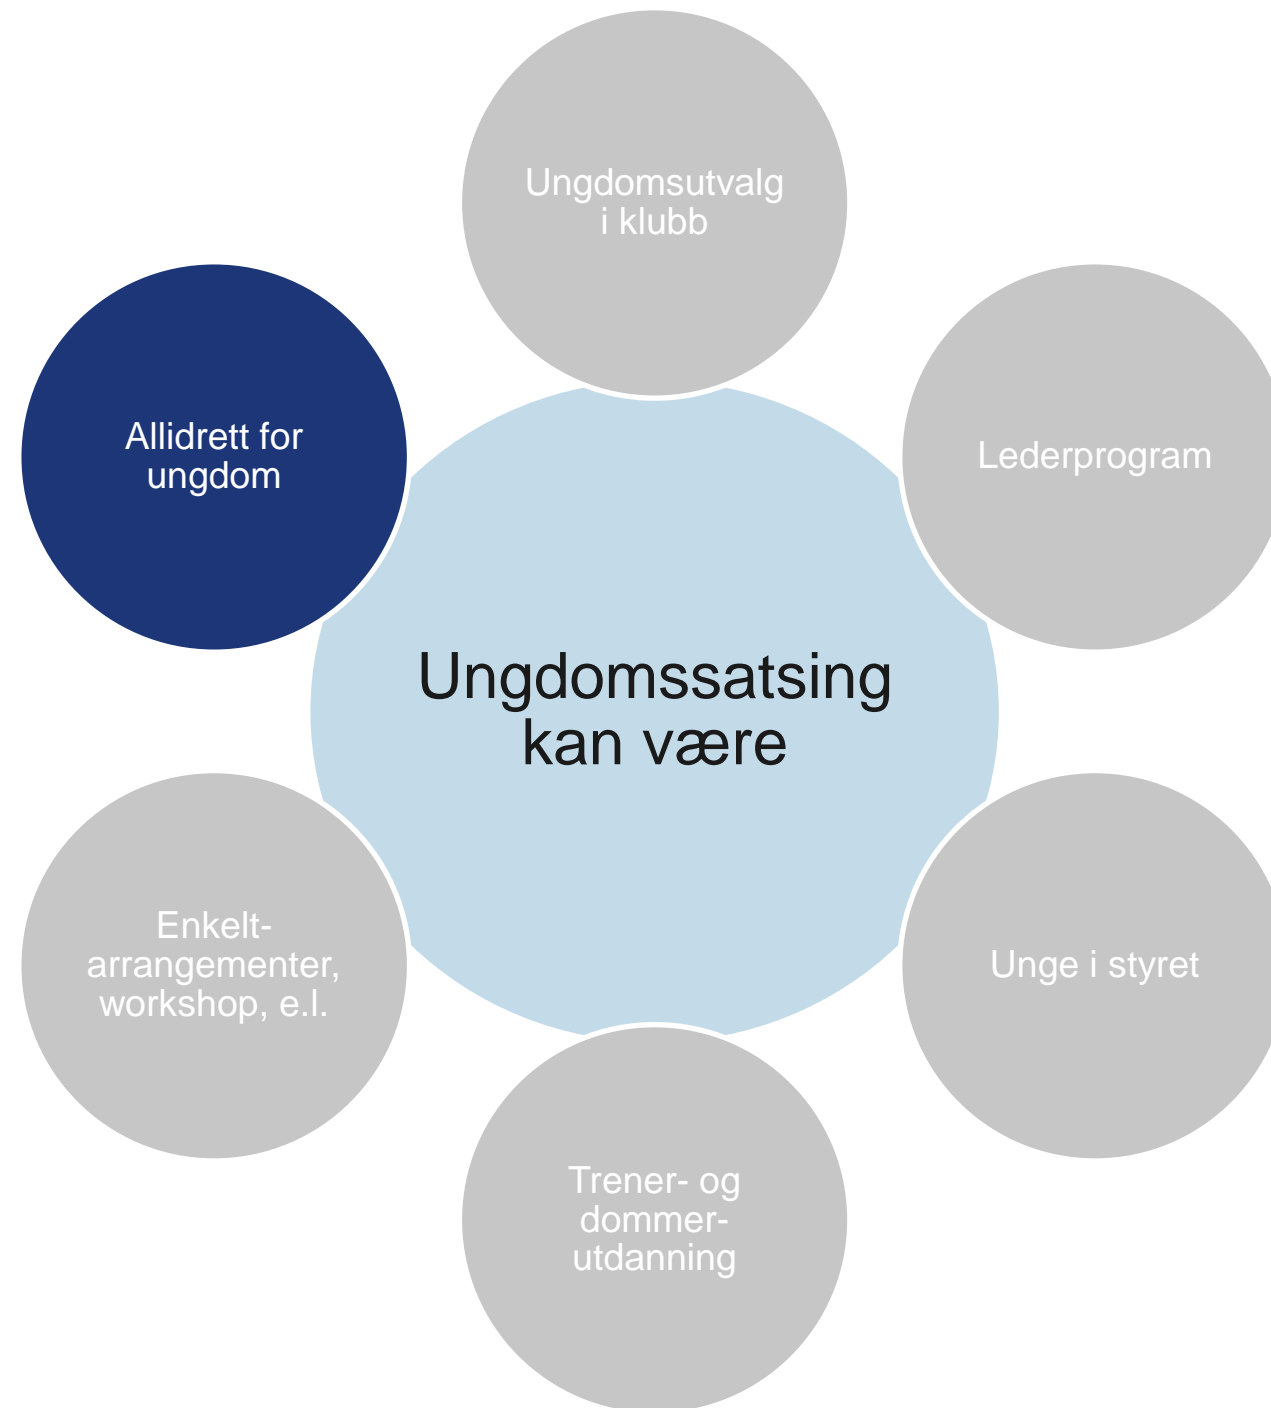 Ungdomsutvalg
i klubb
Allidrett for
ungdom
Lederprogram
Ungdomssatsing
kan være
Enkelt-
arrangementer,
workshop, e.l.
Unge i styret
Trener- og
dommer-
utdanning